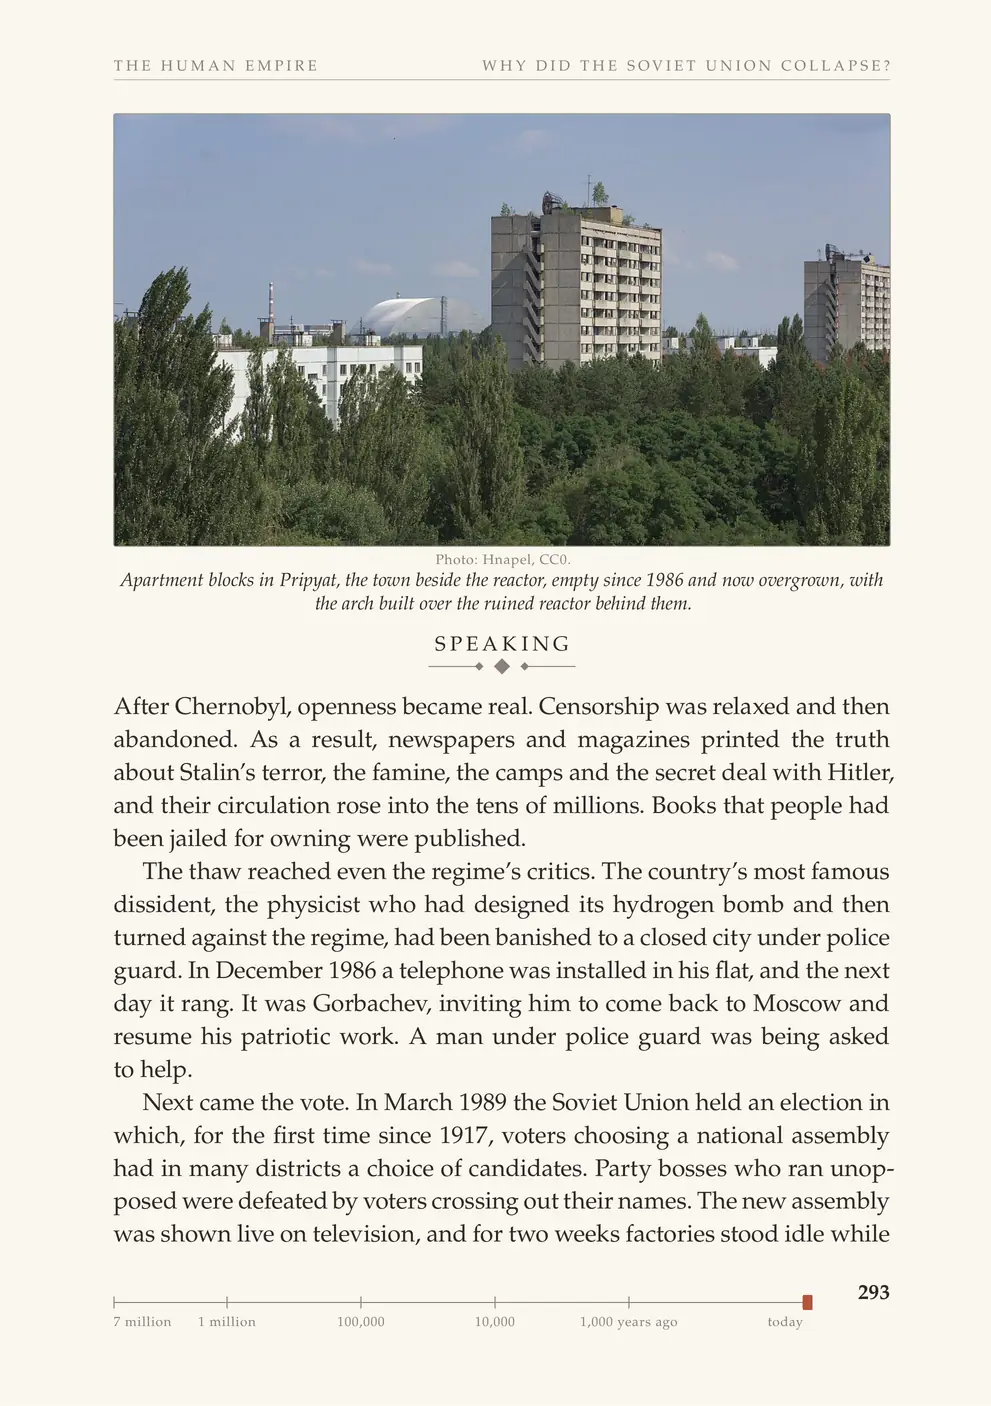 THE HUMAN EMPIRE
WHY DID THE SOVIET UNION COLLAPSE?
Photo: Hnapel, CC0.
Apartment blocks in Pripyat, the town beside the reactor, empty since 1986 and now overgrown, with
the arch built over the ruined reactor behind them.
SPEAKING
After Chernobyl, openness became real. Censorship was relaxed and then
abandoned. As a result, newspapers and magazines printed the truth
about Stalin’s terror, the famine, the camps and the secret deal with Hitler,
and their circulation rose into the tens of millions. Books that people had
been jailed for owning were published.
The thaw reached even the regime’s critics. The country’s most famous
dissident, the physicist who had designed its hydrogen bomb and then
turned against the regime, had been banished to a closed city under police
guard. In December 1986 a telephone was installed in his flat, and the next
day it rang. It was Gorbachev, inviting him to come back to Moscow and
resume his patriotic work. A man under police guard was being asked
to help.
Next came the vote. In March 1989 the Soviet Union held an election in
which, for the first time since 1917, voters choosing a national assembly
had in many districts a choice of candidates. Party bosses who ran unop-
posed were defeated by voters crossing out their names. The new assembly
was shown live on television, and for two weeks factories stood idle while
293
7 million 1 million 100,000 10,000 1,000 years ago today